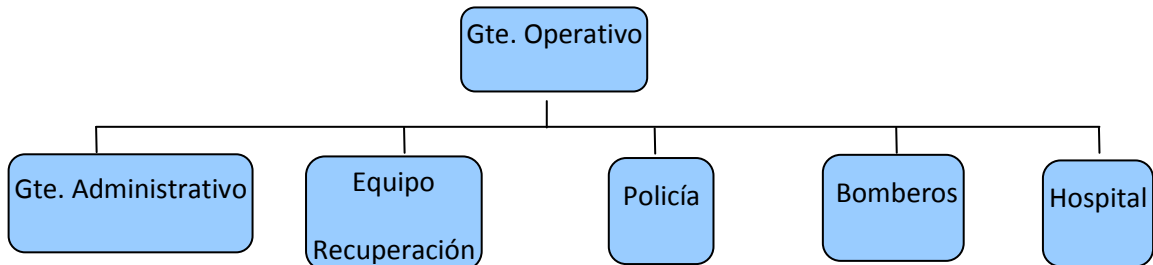 Gte. Operativo
Gte. Administrativo
Equipo
Recuperación
Policía
Bomberos
Hospital